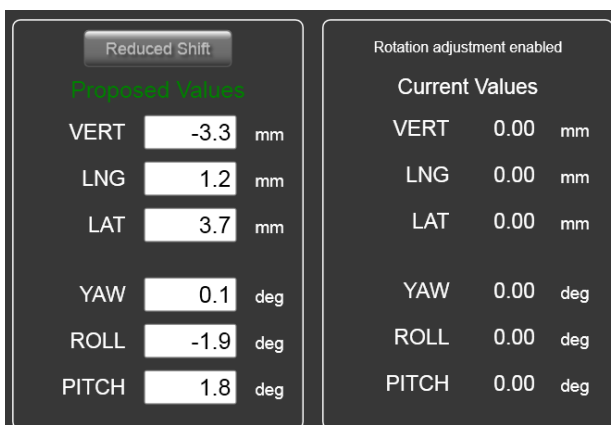 Reduced Shift
Proposed Values
VERT -3.3 mm
LNG 1.2 mm
LAT 3.7 mm
YAW 0.1 deg
ROLL -1.9 deg
PITCH 1.8 deg
Rotation adjustment enabled
Current Values
VERT 0.00 mm
LNG 0.00 mm
LAT 0.00 mm
YAW 0.00 deg
ROLL 0.00 deg
PITCH 0.00 deg